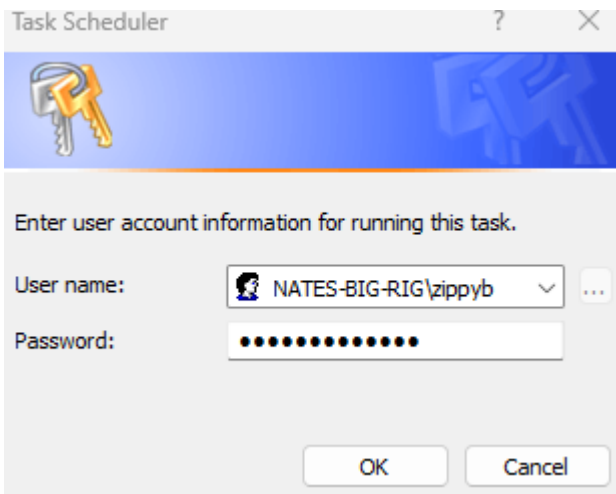 Task Scheduler ?
Enter user account information for running this task.
User name: NATES-BIG-RIG\zippyb ...
Password: •••••••••••••
OK Cancel